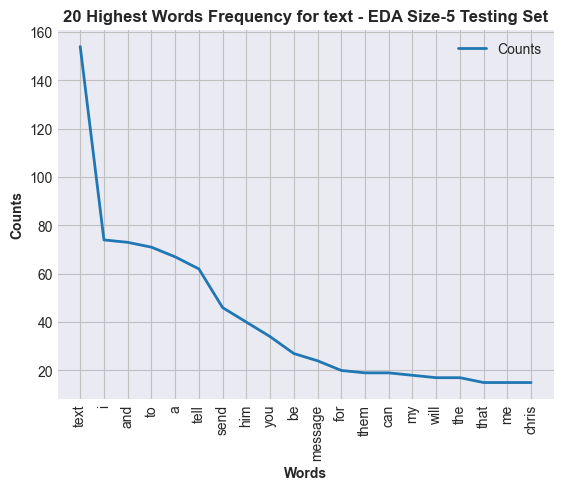 20 Highest Words Frequency for text - EDA Size-5 Testing Set
Counts
160
140
120
100
80
60
40
20
Counts
text
i
and
to
a
tell
send
him
you
be
message
for
them
can
my
will
the
that
me
chris
Words